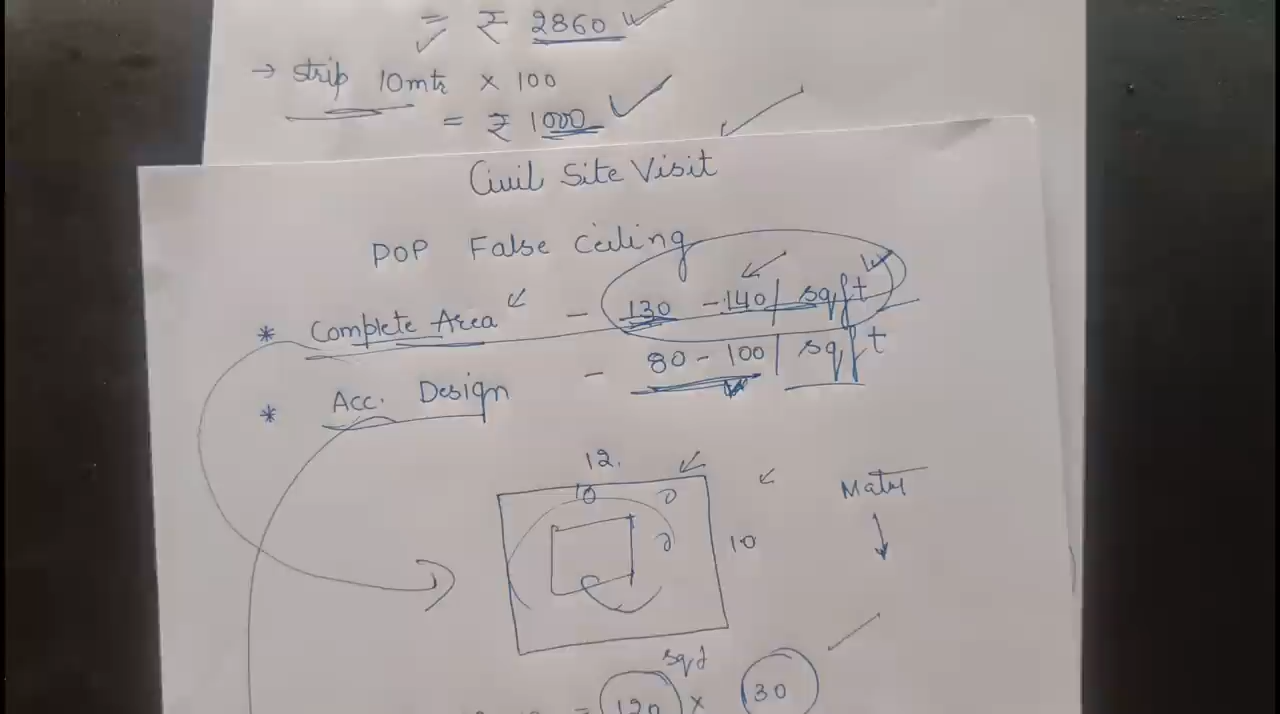 = ₹ 2860
→ strip 10mtr × 100
= ₹ 1000
Civil Site Visit
POP False Ceiling
* Complete Area - 130 - 140 / sqft
* Acc. Design - 80 - 100 / sqft
12.
10
sqft
= 120 × 30